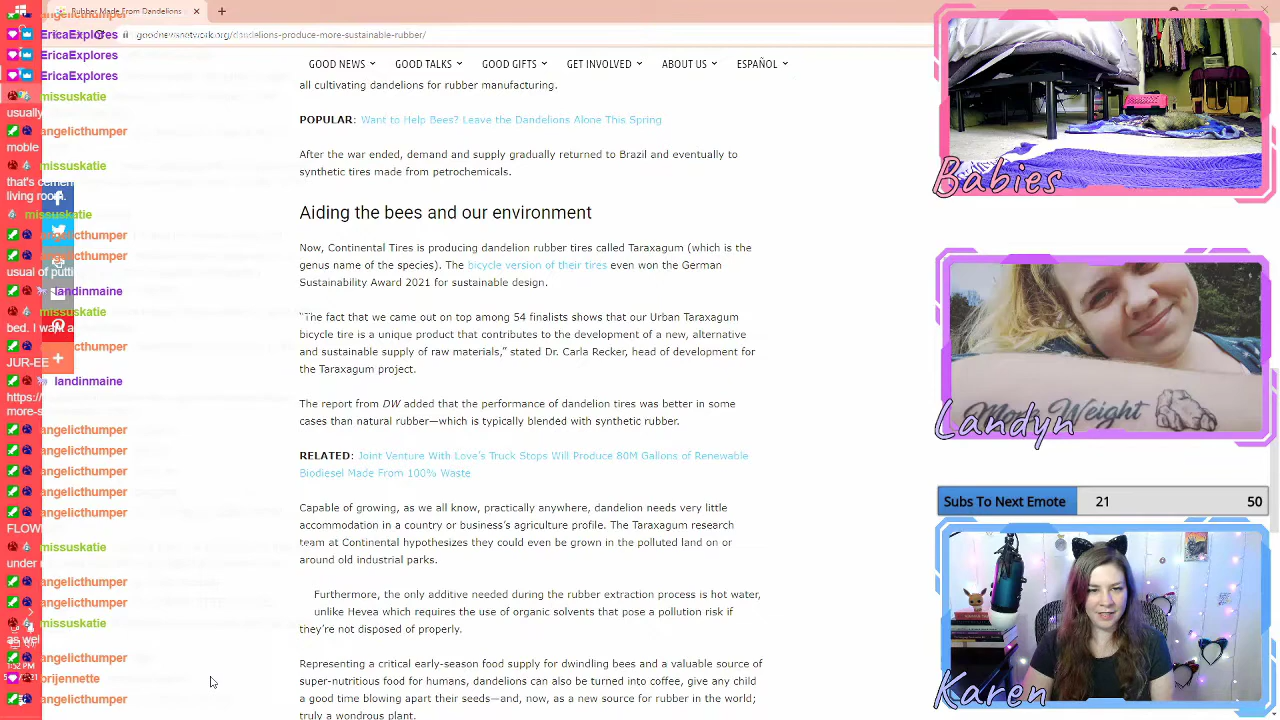 Rubber Made From Dandelions
goodnewsnetwork.org/dandelions-produce-more-sustainable-rubber/
GOOD NEWS GOOD TALKS GOOD GIFTS GET INVOLVED ABOUT US ESPAÑOL
all cultivating dandelions for rubber manufacturing.
POPULAR: Want to Help Bees? Leave the Dandelions Alone This Spring
After the war ended, demand and supply gradually returned to Brazil and eventually to
synthetic tires made from petrochemicals.
Aiding the bees and our environment
Now, Continental Tires is producing dandelion rubber tires called Taraxagum (which is the
genus name of the species). The bicycle version of their tires even won the German
Sustainability Award 2021 for sustainable design.
“The fact that we came out on top among 54 finalists shows that our Urban Taraxagum
bicycle tire is a unique product that contributes to the development of a new, alternative
and sustainable supply of raw materials,” stated Dr. Carla Recker, head of development for
the Taraxagum project.
The report from DW added that the performance of dandelion tires was better in some
cases than natural rubber—which is typically blended with synthetic rubber.
RELATED: Joint Venture With Love’s Truck Stops Will Produce 80M Gallons of Renewable
Biodiesel Made From 100% Waste
Capable of growing, as we all know, practically anywhere, dandelion needs very little
accommodation in a country or business’s agriculture profile. The Taraxagum research
team at Continental hypothesizes they could even be grown in the polluted land on or
around old industrial parks.
Furthermore, the only additive needed during the rubber extraction process is hot water,
unlike Hevea which requires the use of organic solvents that pose a pollution risk if
they’re not disposed of properly.
Representing a critical early-season food supply for dwindling bees and a valuable source of
super-nutritious food for humans, dandelions can also be turned into coffee, give any child
a good time blowing apart their seeds—and, now, as a new source for rubber in the world;
truly a wondrous plant.
angelicthumper
EricaExplores
EricaExplores
EricaExplores
missuskatie
usually
angelicthumper
moble
missuskatie
that's cement
living room.
missuskatie
angelicthumper
angelicthumper
usual of putti
landinmaine
missuskatie
bed. I want a
angelicthumper
JUR-EE
landinmaine
https://
more-s
angelicthumper
angelicthumper
angelicthumper
angelicthumper
angelicthumper
FLOW
missuskatie
under
angelicthumper
angelicthumper
missuskatie
as wel
angelicthumper
1:52 PM
brijennette
angelicthumper
Babies
Mody Weight
Landyn
Subs To Next Emote 21 50
Karen